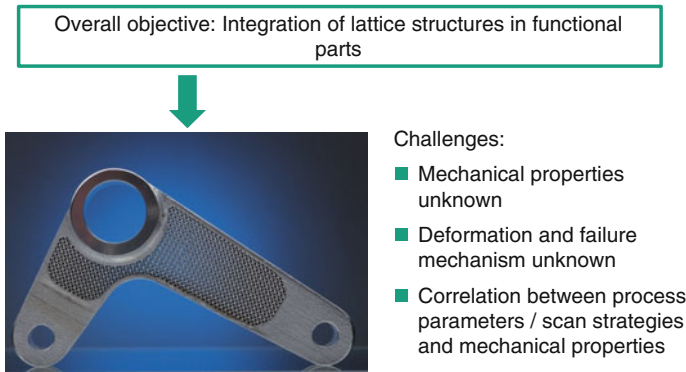 Overall objective: Integration of lattice structures in functional
parts
Challenges:
Mechanical properties
unknown
Deformation and failure
mechanism unknown
Correlation between process
parameters / scan strategies
and mechanical properties